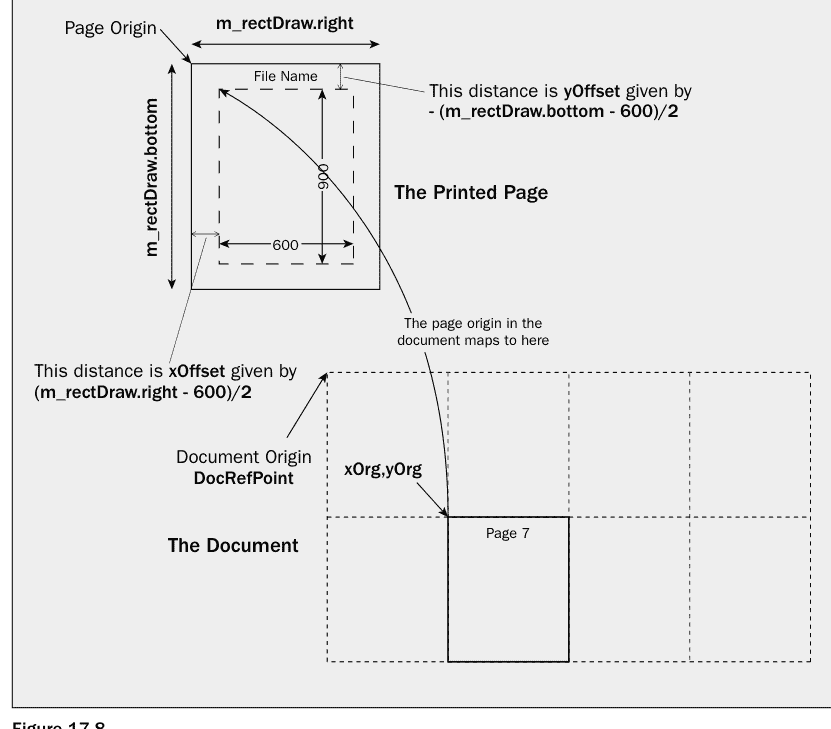 Page Origin
m_rectDraw.right
m_rectDraw.bottom
File Name
This distance is yOffset given by
- (m_rectDraw.bottom - 600)/2
900
The Printed Page
600
The page origin in the
document maps to here
This distance is xOffset given by
(m_rectDraw.right - 600)/2
Document Origin
DocRefPoint
xOrg,yOrg
Page 7
The Document
Figure 17.8